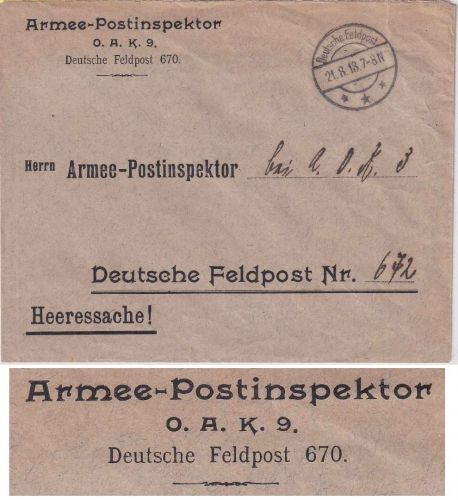 Armee-Postinspektor
O. A. K. 9.
Deutsche Feldpost 670.
Deutsche Feldpost
21.8.18.7-8N
Herrn Armee-Postinspektor bei A. O. K. 3
Deutsche Feldpost Nr. 672
Heeressache!
Armee-Postinspektor
O. A. K. 9.
Deutsche Feldpost 670.